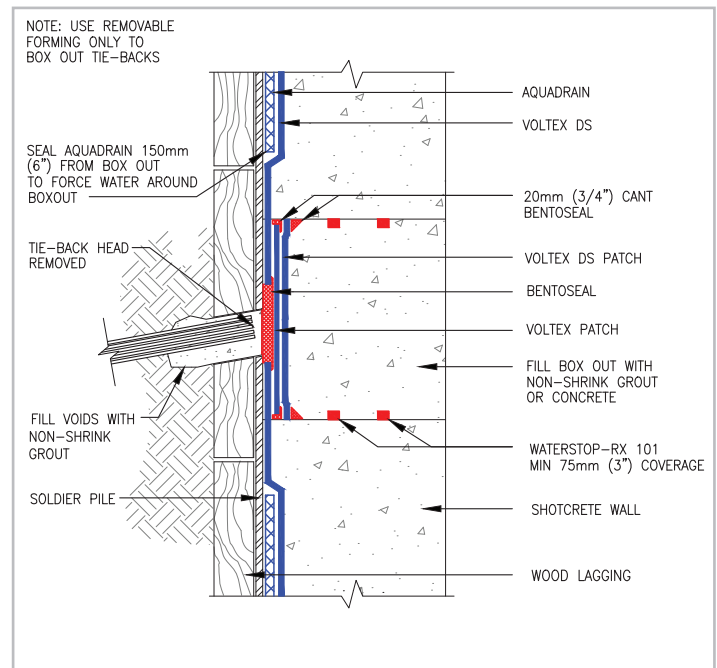 NOTE: USE REMOVABLE
FORMING ONLY TO
BOX OUT TIE-BACKS
SEAL AQUADRAIN 150mm
(6") FROM BOX OUT
TO FORCE WATER AROUND
BOXOUT
TIE-BACK HEAD
REMOVED
FILL VOIDS WITH
NON-SHRINK
GROUT
SOLDIER PILE
AQUADRAIN
VOLTEX DS
20mm (3/4") CANT
BENTOSEAL
VOLTEX DS PATCH
BENTOSEAL
VOLTEX PATCH
FILL BOX OUT WITH
NON-SHRINK GROUT
OR CONCRETE
WATERSTOP-RX 101
MIN 75mm (3") COVERAGE
SHOTCRETE WALL
WOOD LAGGING